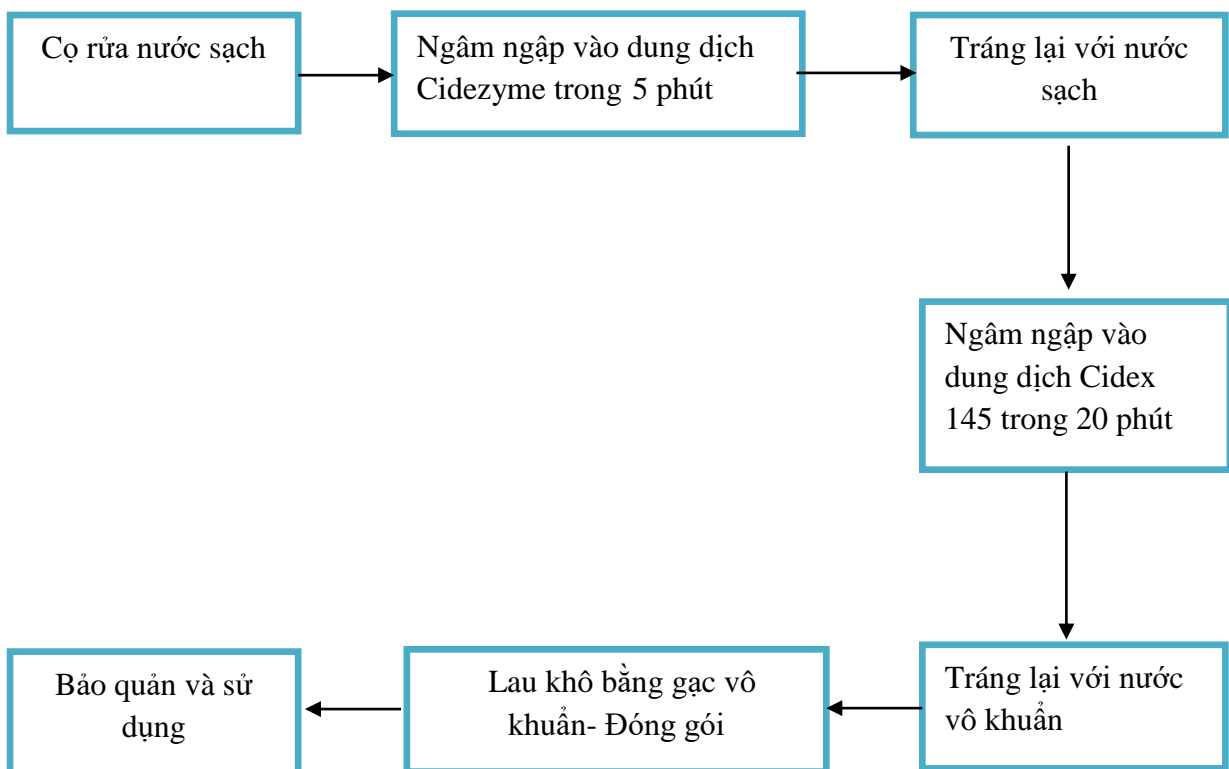 Cọ rửa nước sạch
Ngâm ngập vào dung dịch
Cidezyme trong 5 phút
Tráng lại với nước
sạch
Ngâm ngập vào
dung dịch Cidex
145 trong 20 phút
Tráng lại với nước
vô khuẩn
Lau khô bằng gạc vô
khuẩn- Đóng gói
Bảo quản và sử
dụng